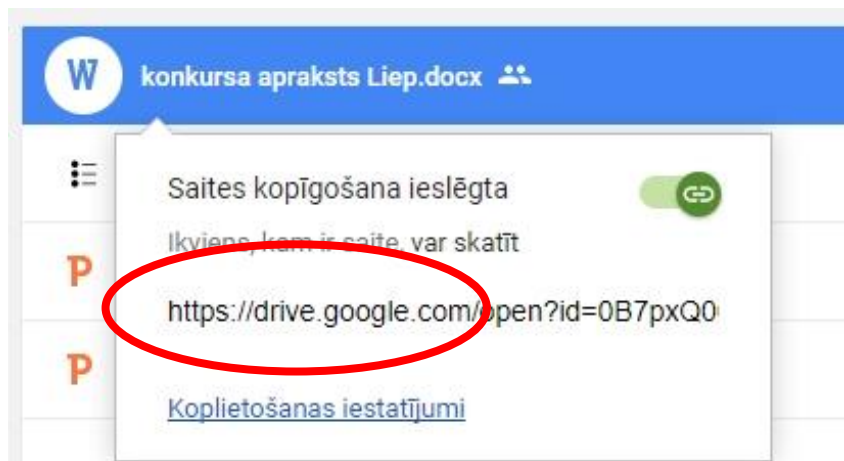 W konkursa apraksts Liep.docx
Saites kopīgošana ieslēgta
Ikviens, kam ir saite, var skatīt
https://drive.google.com/open?id=0B7pxQ0
Koplietošanas iestatījumi